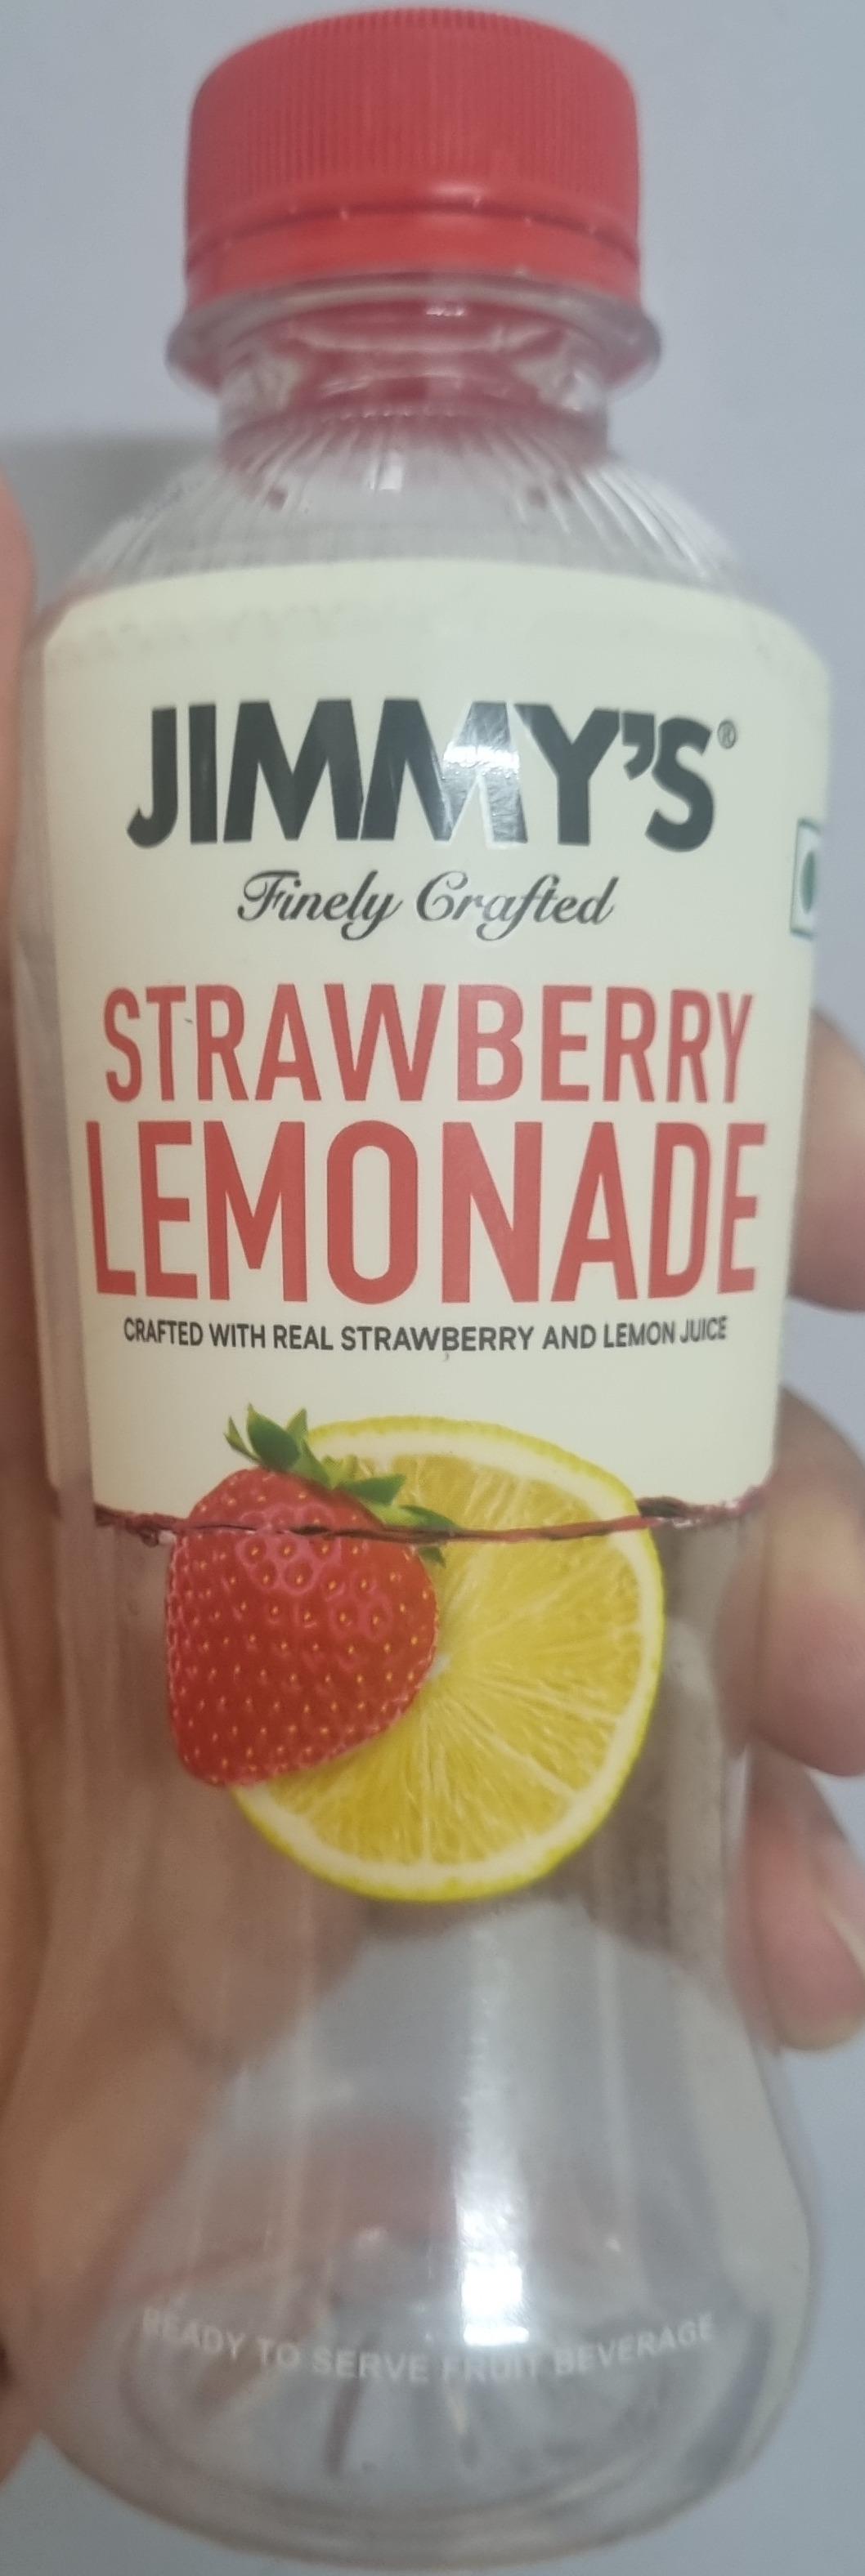 JIMMY'S®
Finely Crafted
STRAWBERRY
LEMONADE
CRAFTED WITH REAL STRAWBERRY AND LEMON JUICE
READY TO SERVE FRUIT BEVERAGE